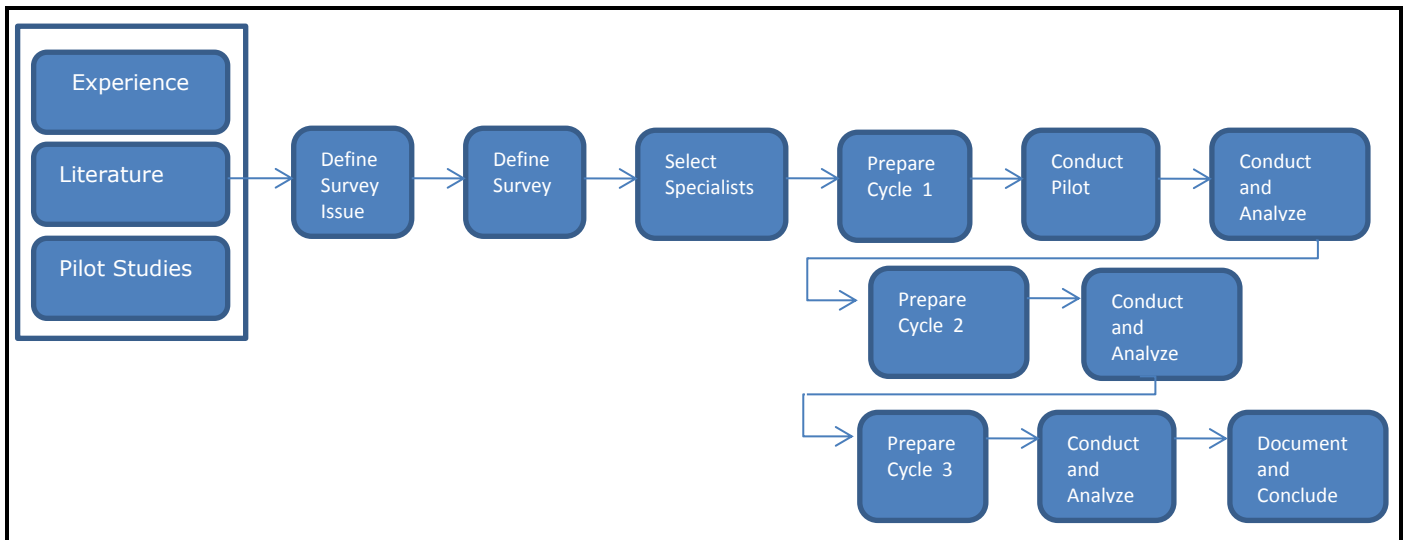 Experience
Literature
Pilot Studies
Define
Survey
Issue
Define
Survey
Select
Specialists
Prepare
Cycle 1
Conduct
Pilot
Conduct
and
Analyze
Prepare
Cycle 2
Conduct
and
Analyze
Prepare
Cycle 3
Conduct
and
Analyze
Document
and
Conclude